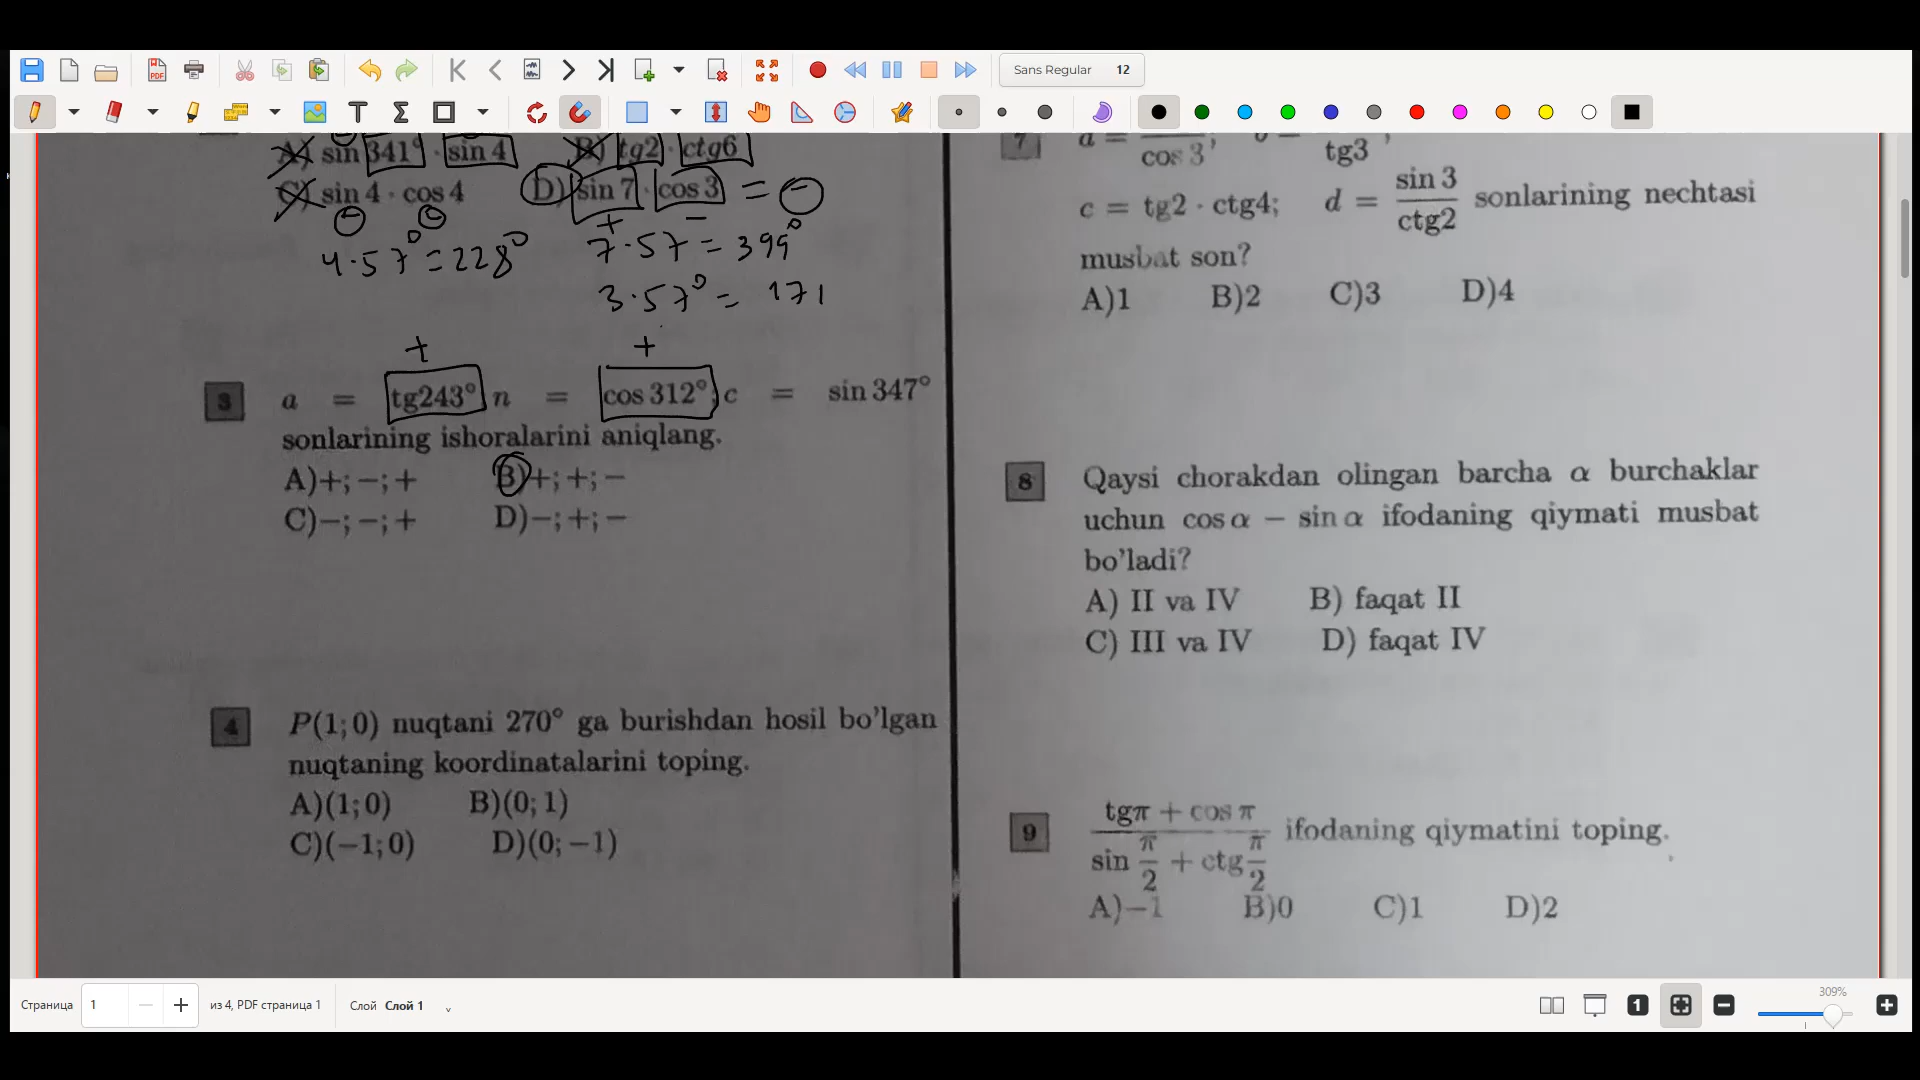 Sans Regular 12
A) sin 341° · sin 4 B) tg2 · ctg6
C) sin 4 · cos 4 D) sin 7 · cos 3 = −
+ −
4·57° = 228° 7·57 = 399°
3·57° = 171
+ +
3 a = tg243°, n = cos 312°, c = sin 347°
sonlarining ishoralarini aniqlang.
A)+; −; + B)+; +; −
C)−; −; + D)−; +; −
4 P(1; 0) nuqtani 270° ga burishdan hosil bo'lgan
nuqtaning koordinatalarini toping.
A)(1; 0) B)(0; 1)
C)(−1; 0) D)(0; −1)
7
cos 3 tg3
c = tg2 · ctg4; d = sin 3 / ctg2 sonlarining nechtasi
musbat son?
A)1 B)2 C)3 D)4
8 Qaysi chorakdan olingan barcha α burchaklar
uchun cos α − sin α ifodaning qiymati musbat
bo'ladi?
A) II va IV B) faqat II
C) III va IV D) faqat IV
9 tgπ + cos π / sin π/2 + ctg π/2 ifodaning qiymatini toping.
A)−1 B)0 C)1 D)2
Страница 1 из 4, PDF страница 1 Слой Слой 1 309%